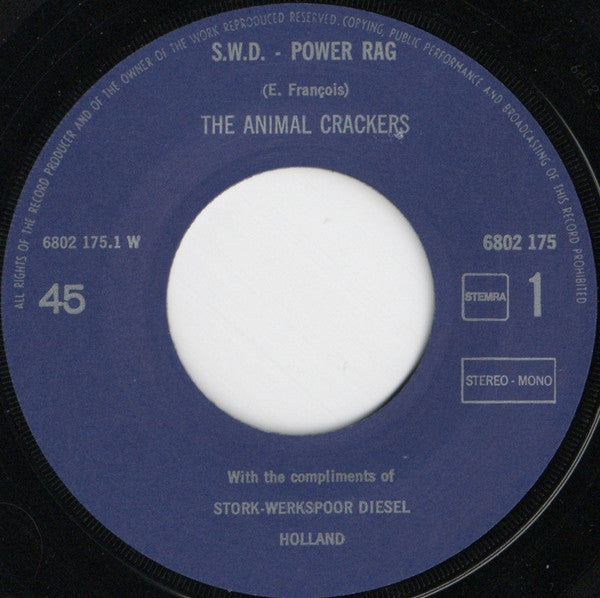 ALL RIGHTS OF THE RECORD PRODUCER AND OF THE OWNER OF THE WORK REPRODUCED RESERVED. COPYING, PUBLIC PERFORMANCE AND BROADCASTING OF THIS RECORD PROHIBITED
S.W.D. - POWER RAG
(E. François)
THE ANIMAL CRACKERS
6802 175.1 W
6802 175
45
STEMRA
1
STEREO - MONO
With the compliments of
STORK-WERKSPOOR DIESEL
HOLLAND